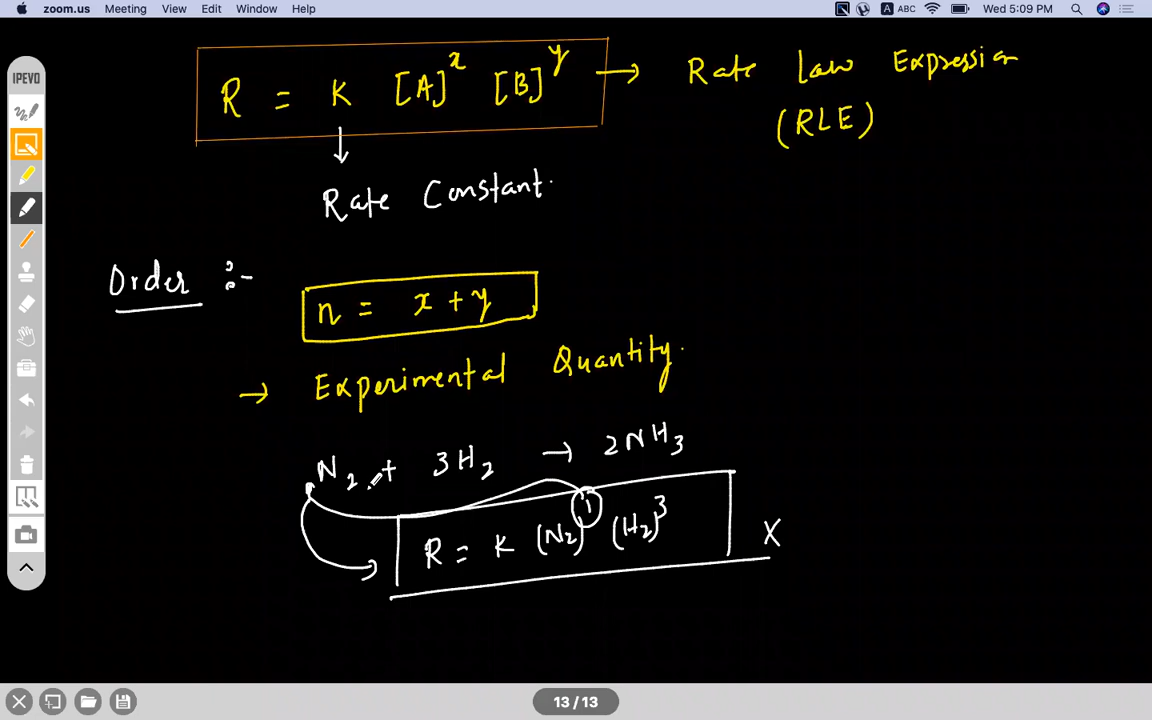 zoom.us Meeting View Edit Window Help A ABC Wed 5:09 PM
IPEVO
R = K [A]^x [B]^y → Rate law Expression
(RLE)
Rate Constant.
Order :-
n = x + y
→ Experimental Quantity.
N₂ + 3H₂ → 2NH₃
R = K (N₂)^1 (H₂)^3 X
13 / 13